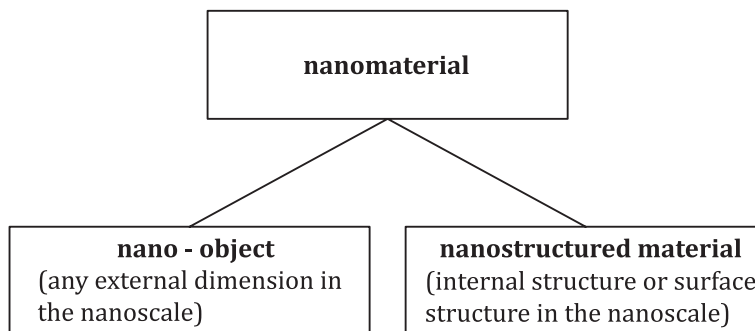 nanomaterial
nano - object
(any external dimension in
the nanoscale)
nanostructured material
(internal structure or surface
structure in the nanoscale)